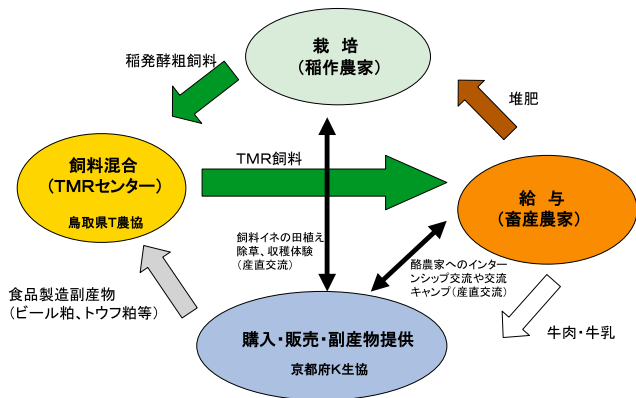 栽　培
(稲作農家)
稲発酵粗飼料
堆肥
飼料混合
(TMRセンター)
鳥取県T農協
TMR飼料
給　与
(畜産農家)
飼料イネの田植え
除草、収穫体験
(産直交流)
酪農家へのインター
ンシップ交流や交流
キャンプ(産直交流)
食品製造副産物
(ビール粕、トウフ粕等)
購入・販売・副産物提供
京都府K生協
牛肉・牛乳